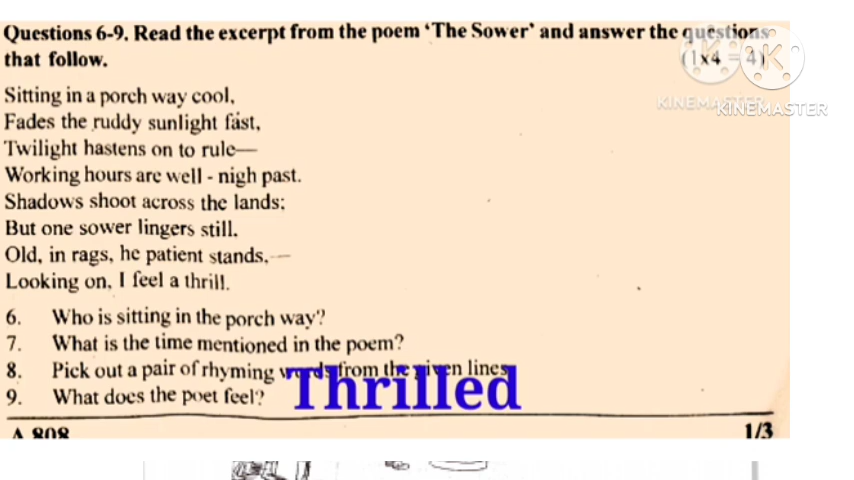 Questions 6-9. Read the excerpt from the poem ‘The Sower’ and answer the questions
that follow. (1x4 = 4)
KINEMASTER
KINEMASTER
Sitting in a porch way cool,
Fades the ruddy sunlight fast,
Twilight hastens on to rule—
Working hours are well - nigh past.
Shadows shoot across the lands;
But one sower lingers still.
Old, in rags, he patient stands,—
Looking on, I feel a thrill.
6. Who is sitting in the porch way?
7. What is the time mentioned in the poem?
8. Pick out a pair of rhyming words from the given lines
9. What does the poet feel?
Thrilled
A 808 1/3